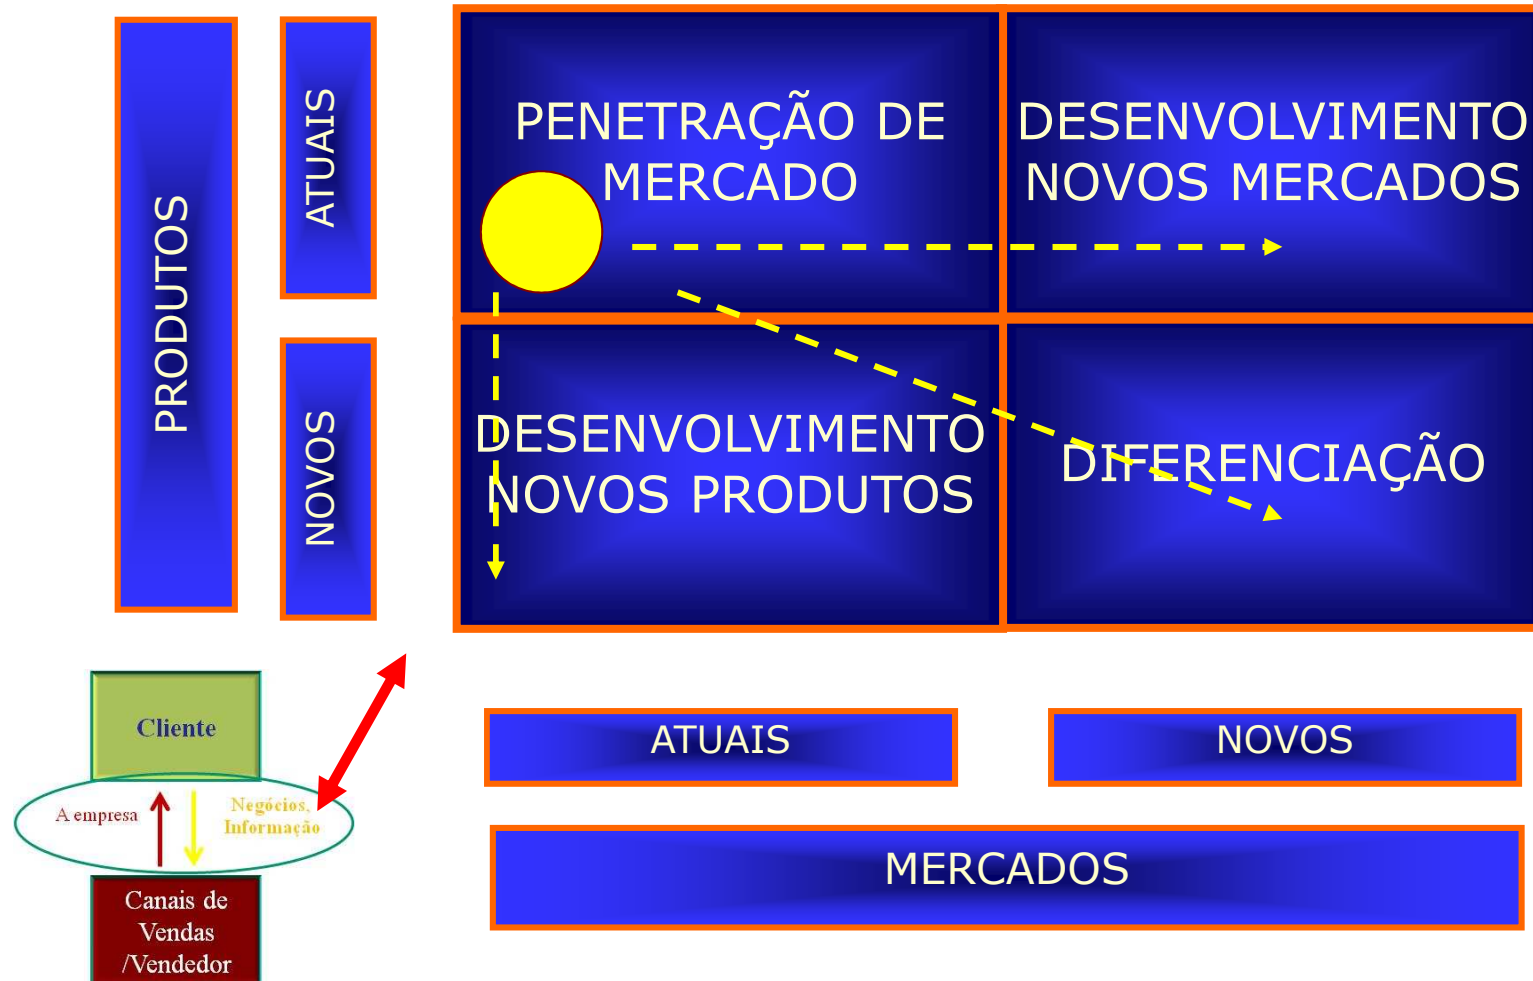 PRODUTOS
ATUAIS
NOVOS
PENETRAÇÃO DE
MERCADO
DESENVOLVIMENTO
NOVOS MERCADOS
DESENVOLVIMENTO
NOVOS PRODUTOS
DIFERENCIAÇÃO
ATUAIS
NOVOS
MERCADOS
Cliente
A empresa
Negócios,
Informação
Canais de
Vendas
/Vendedor